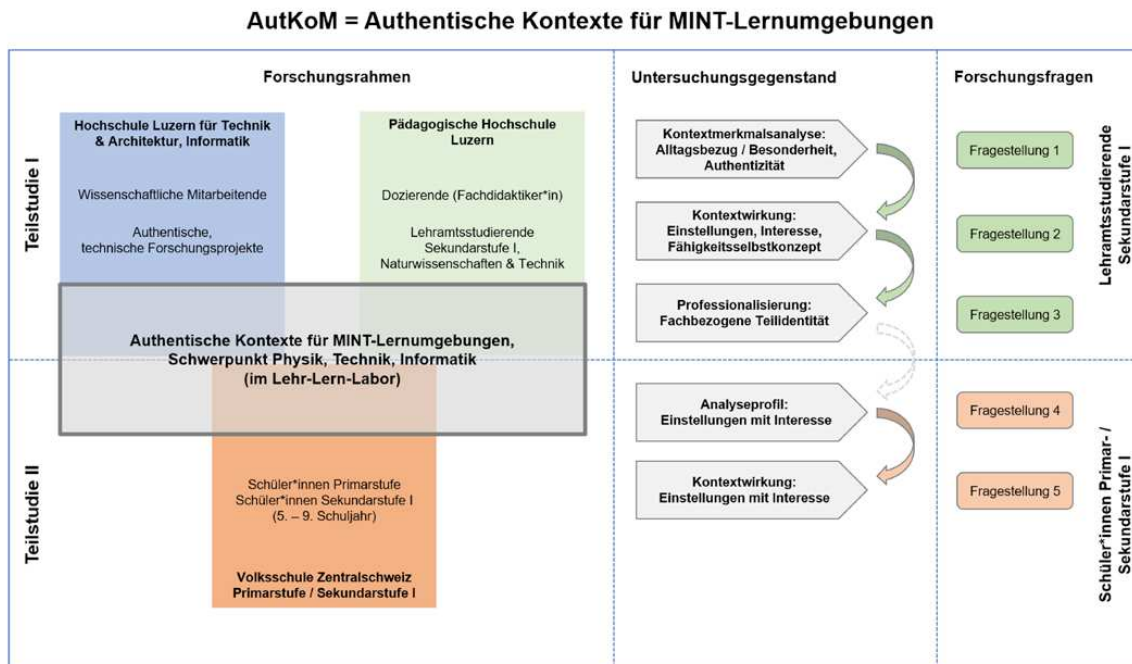 AutKoM = Authentische Kontexte für MINT-Lernumgebungen
Forschungsrahmen
Untersuchungsgegenstand
Forschungsfragen
Teilstudie I
Hochschule Luzern für Technik
& Architektur, Informatik
Wissenschaftliche Mitarbeitende
Authentische,
technische Forschungsprojekte
Pädagogische Hochschule
Luzern
Dozierende (Fachdidaktiker*in)
Lehramtsstudierende
Sekundarstufe I,
Naturwissenschaften & Technik
Authentische Kontexte für MINT-Lernumgebungen,
Schwerpunkt Physik, Technik, Informatik
(im Lehr-Lern-Labor)
Kontextmerkmalsanalyse:
Alltagsbezug / Besonderheit,
Authentizität
Kontextwirkung:
Einstellungen, Interesse,
Fähigkeitsselbstkonzept
Professionalisierung:
Fachbezogene Teilidentität
Fragestellung 1
Fragestellung 2
Fragestellung 3
Lehramtsstudierende
Sekundarstufe I
Teilstudie II
Schüler*innen Primarstufe
Schüler*innen Sekundarstufe I
(5. – 9. Schuljahr)
Volksschule Zentralschweiz
Primarstufe / Sekundarstufe I
Analyseprofil:
Einstellungen mit Interesse
Kontextwirkung:
Einstellungen mit Interesse
Fragestellung 4
Fragestellung 5
Schüler*innen Primar- /
Sekundarstufe I